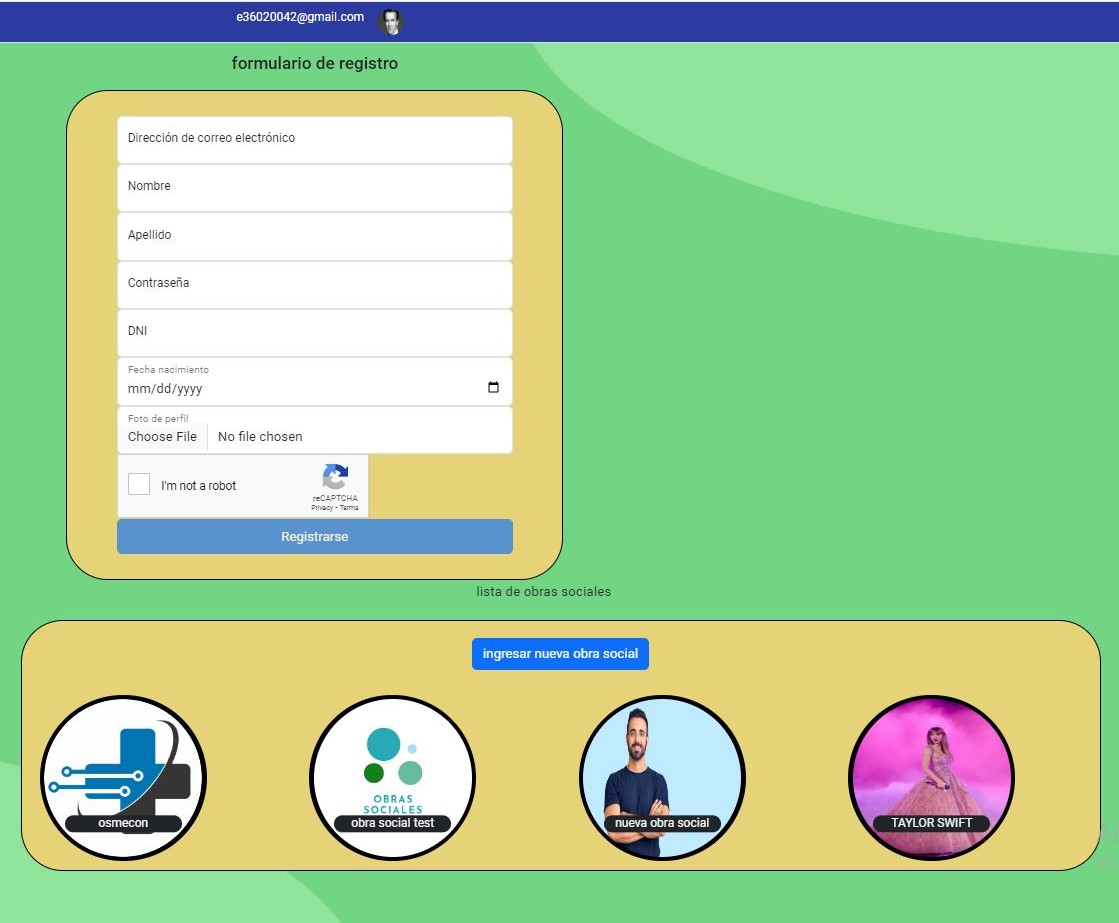 e36020042@gmail.com
formulario de registro
Dirección de correo electrónico
Nombre
Apellido
Contraseña
DNI
Fecha nacimiento
mm/dd/yyyy
Foto de perfil
Choose File No file chosen
I'm not a robot
reCAPTCHA
Privacy - Terms
Registrarse
lista de obras sociales
ingresar nueva obra social
OBRAS
SOCIALES
osmecon
obra social test
nueva obra social
TAYLOR SWIFT